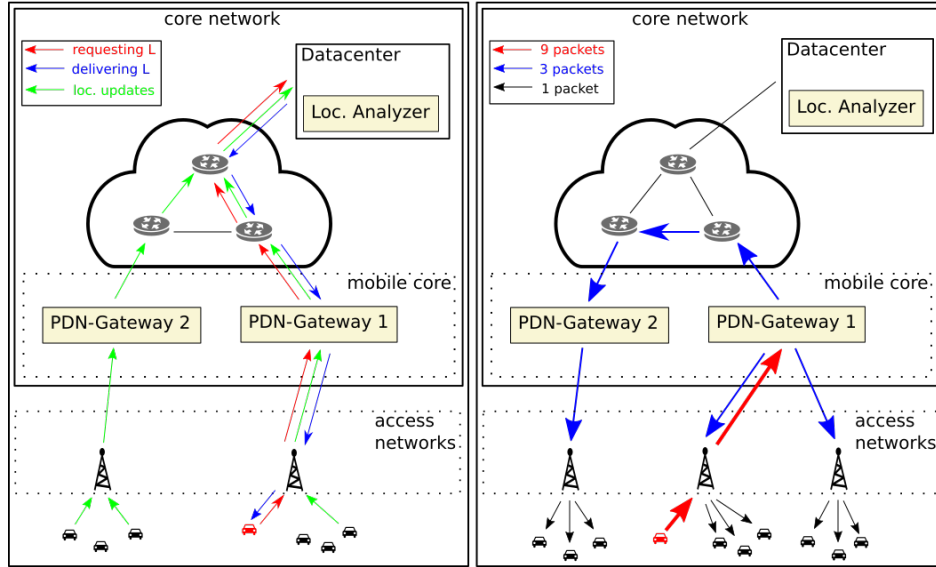 core network
requesting L
delivering L
loc. updates
Datacenter
Loc. Analyzer
mobile core
PDN-Gateway 2
PDN-Gateway 1
access
networks
core network
9 packets
3 packets
1 packet
Datacenter
Loc. Analyzer
mobile core
PDN-Gateway 2
PDN-Gateway 1
access
networks